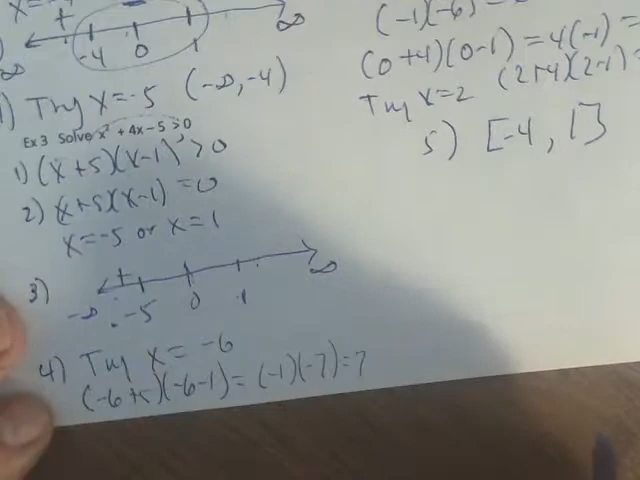 +
-∞
-4 0 1
∞
Try x=-5 (-∞,-4)
Ex 3 Solve x² + 4x - 5 > 0
1) (x+5)(x-1) > 0
2) (x+5)(x-1) = 0
x=-5 or x=1
3) + -∞ -5 0 1 ∞
4) Try x = -6
(-6+5)(-6-1) = (-1)(-7) = 7
(-1)(-6) =
(0+4)(0-1) = 4(-1) =
Try x=2 (2+4)(2-1) =
5) [-4, 1]